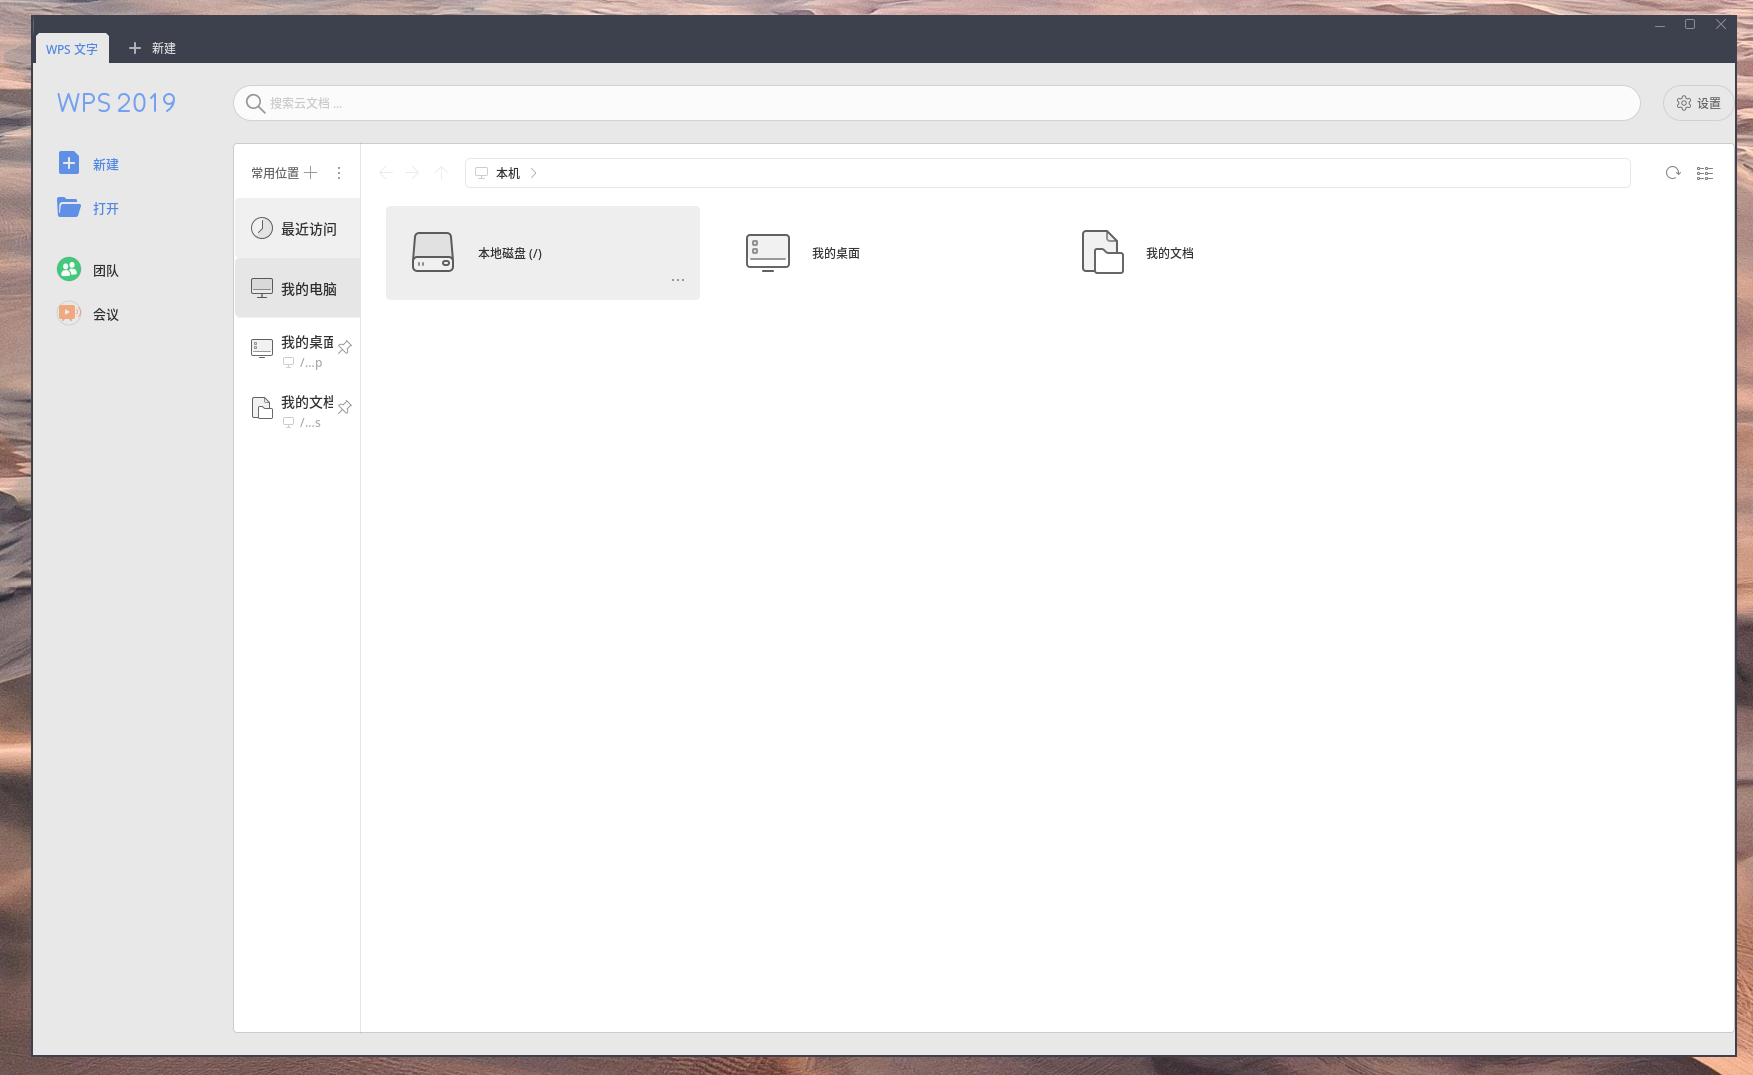 WPS 文字
新建
WPS 2019
搜索云文档 ...
设置
新建
打开
团队
会议
常用位置
最近访问
我的电脑
我的桌面
/...p
我的文档
/...s
本机
本地磁盘 (/)
...
我的桌面
我的文档